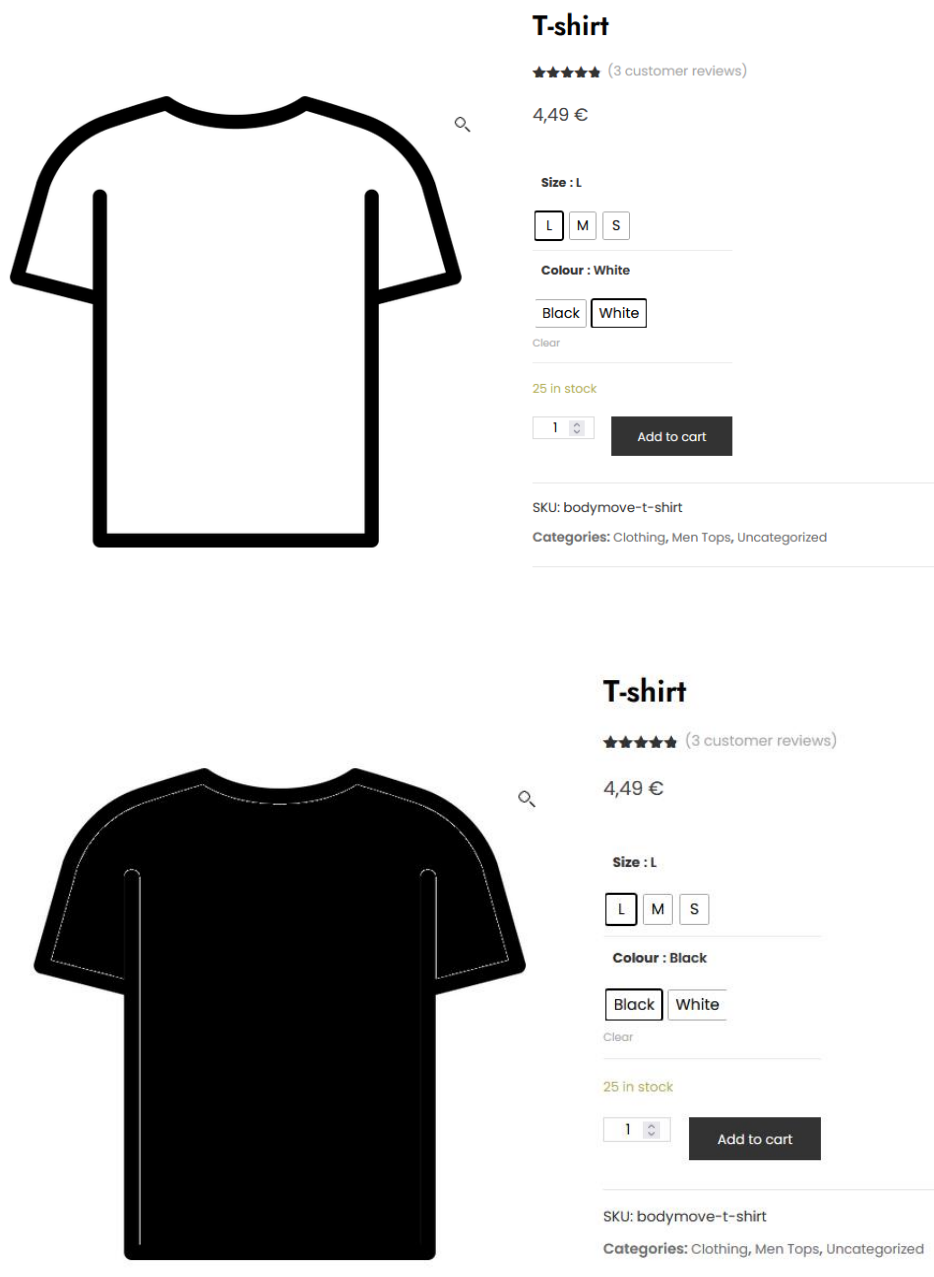 T-shirt
(3 customer reviews)
4,49 €
Size : L
L M S
Colour : White
Black White
Clear
25 in stock
1 Add to cart
SKU: bodymove-t-shirt
Categories: Clothing, Men Tops, Uncategorized
T-shirt
(3 customer reviews)
4,49 €
Size : L
L M S
Colour : Black
Black White
Clear
25 in stock
1 Add to cart
SKU: bodymove-t-shirt
Categories: Clothing, Men Tops, Uncategorized